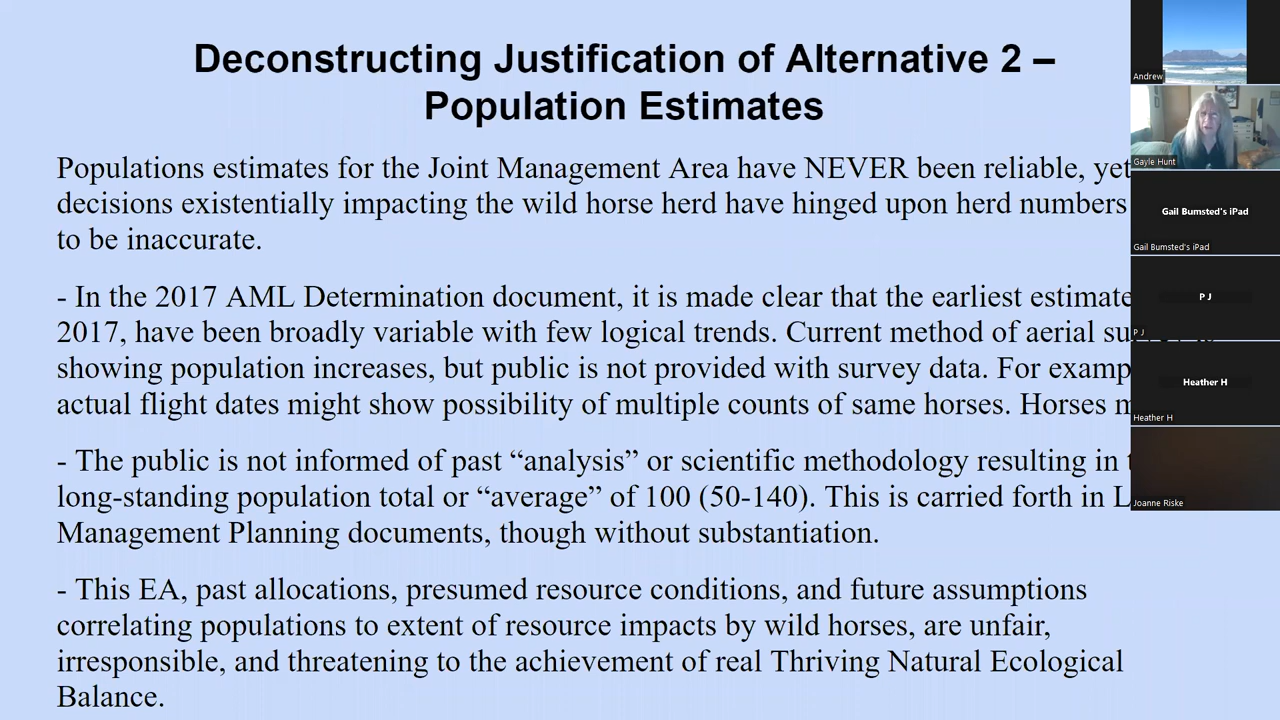 Deconstructing Justification of Alternative 2 –
Population Estimates
Populations estimates for the Joint Management Area have NEVER been reliable, yet
decisions existentially impacting the wild horse herd have hinged upon herd numbers
to be inaccurate.
- In the 2017 AML Determination document, it is made clear that the earliest estimate
2017, have been broadly variable with few logical trends. Current method of aerial
showing population increases, but public is not provided with survey data. For
actual flight dates might show possibility of multiple counts of same horses. Horses
- The public is not informed of past “analysis” or scientific methodology resulting in
long-standing population total or “average” of 100 (50-140). This is carried forth in
Management Planning documents, though without substantiation.
- This EA, past allocations, presumed resource conditions, and future assumptions
correlating populations to extent of resource impacts by wild horses, are unfair,
irresponsible, and threatening to the achievement of real Thriving Natural Ecological
Balance.
Andrew
Gayle Hunt
Gail Bumsted's iPad
Gail Bumsted's iPad
P J
P J
Heather H
Heather H
Joanne Riske